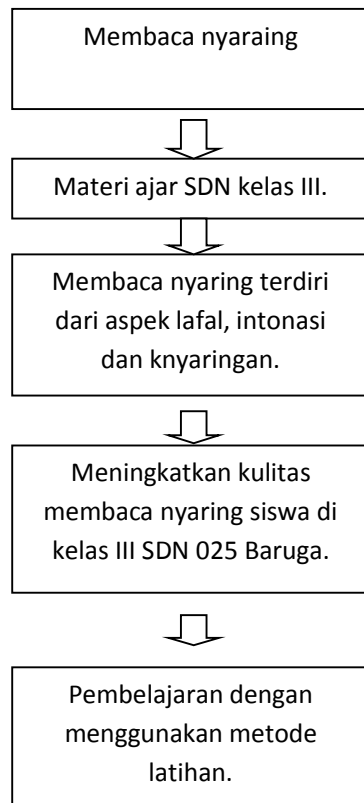 Membaca nyaraing
Materi ajar SDN kelas III.
Membaca nyaring terdiri
dari aspek lafal, intonasi
dan knyaringan.
Meningkatkan kulitas
membaca nyaring siswa di
kelas III SDN 025 Baruga.
Pembelajaran dengan
menggunakan metode
latihan.